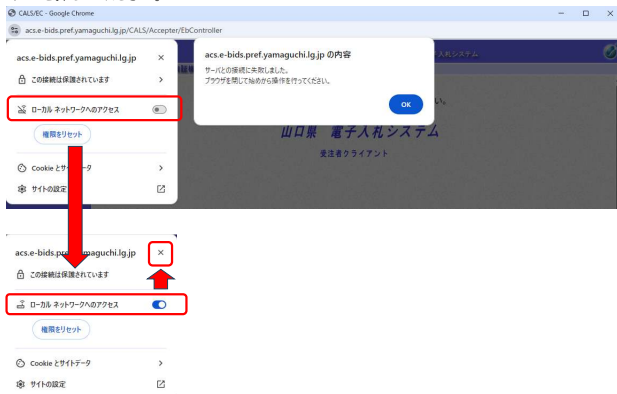 CALS/EC - Google Chrome
acs.e-bids.pref.yamaguchi.lg.jp/CALS/Accepter/EbController
acs.e-bids.pref.yamaguchi.lg.jp
この接続は保護されています
ローカル ネットワークへのアクセス
権限をリセット
Cookie とサ
サイトの設定
acs.e-bids.pref.yamaguchi.lg.jp の内容
サーバとの接続に失敗しました。
ブラウザを閉じて始めから操作を行ってください。
OK
山口県 電子入札システム
受注者クライアント
acs.e-bids.pref.yamaguchi.lg.jp
この接続は保護されています
ローカル ネットワークへのアクセス
権限をリセット
Cookie とサイトデータ
サイトの設定